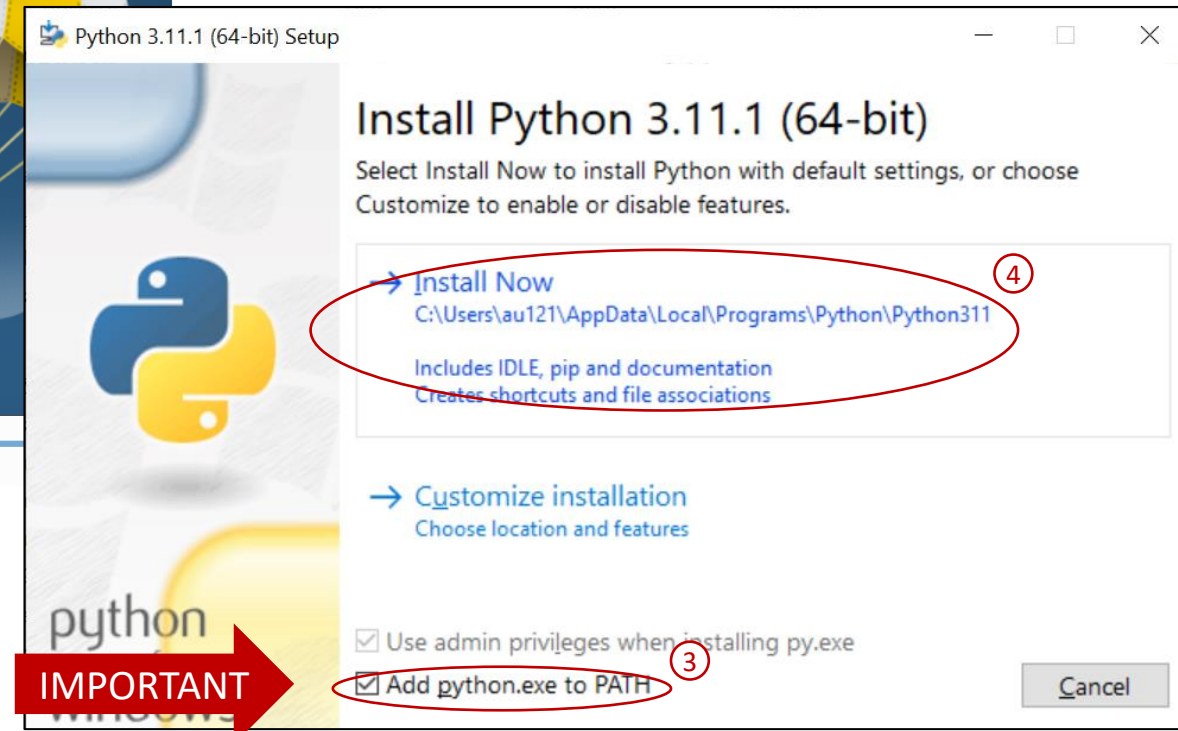 Python 3.11.1 (64-bit) Setup
Install Python 3.11.1 (64-bit)
Select Install Now to install Python with default settings, or choose
Customize to enable or disable features.
Install Now
C:\Users\au121\AppData\Local\Programs\Python\Python311
Includes IDLE, pip and documentation
Creates shortcuts and file associations
4
Customize installation
Choose location and features
python
windows
Use admin privileges when installing py.exe
3
IMPORTANT
Add python.exe to PATH
Cancel